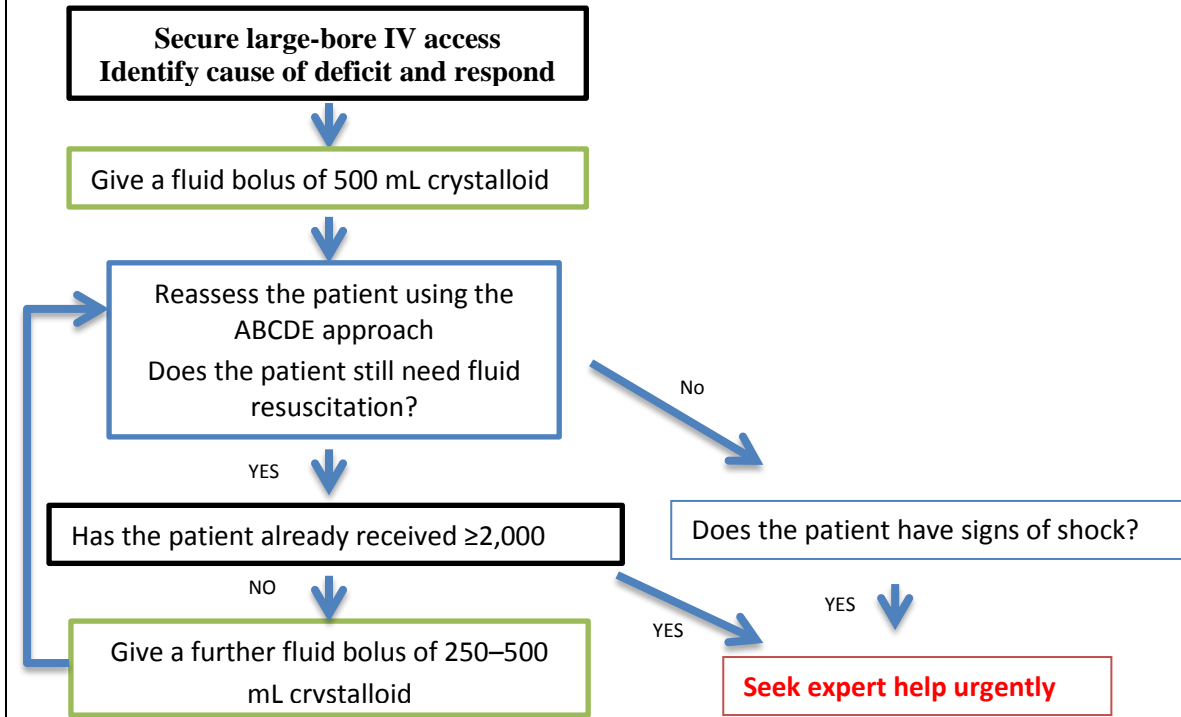 Secure large-bore IV access
Identify cause of deficit and respond
Give a fluid bolus of 500 mL crystalloid
Reassess the patient using the
ABCDE approach
Does the patient still need fluid
resuscitation?
No
YES
Has the patient already received ≥2,000
Does the patient have signs of shock?
NO
YES
YES
Give a further fluid bolus of 250–500
mL crystalloid
Seek expert help urgently